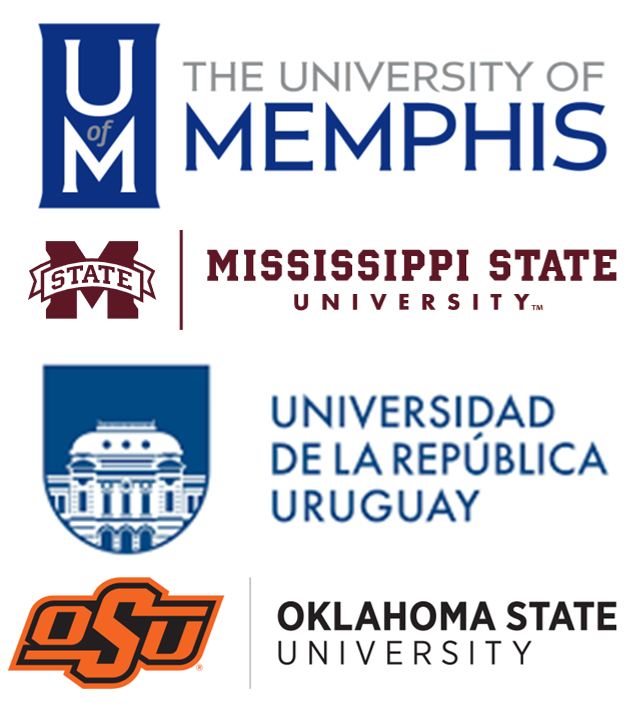 U
of
M
THE UNIVERSITY OF
MEMPHIS
STATE
M
MISSISSIPPI STATE
UNIVERSITY™
UNIVERSIDAD
DE LA REPÚBLICA
URUGUAY
OSU®
OKLAHOMA STATE
UNIVERSITY